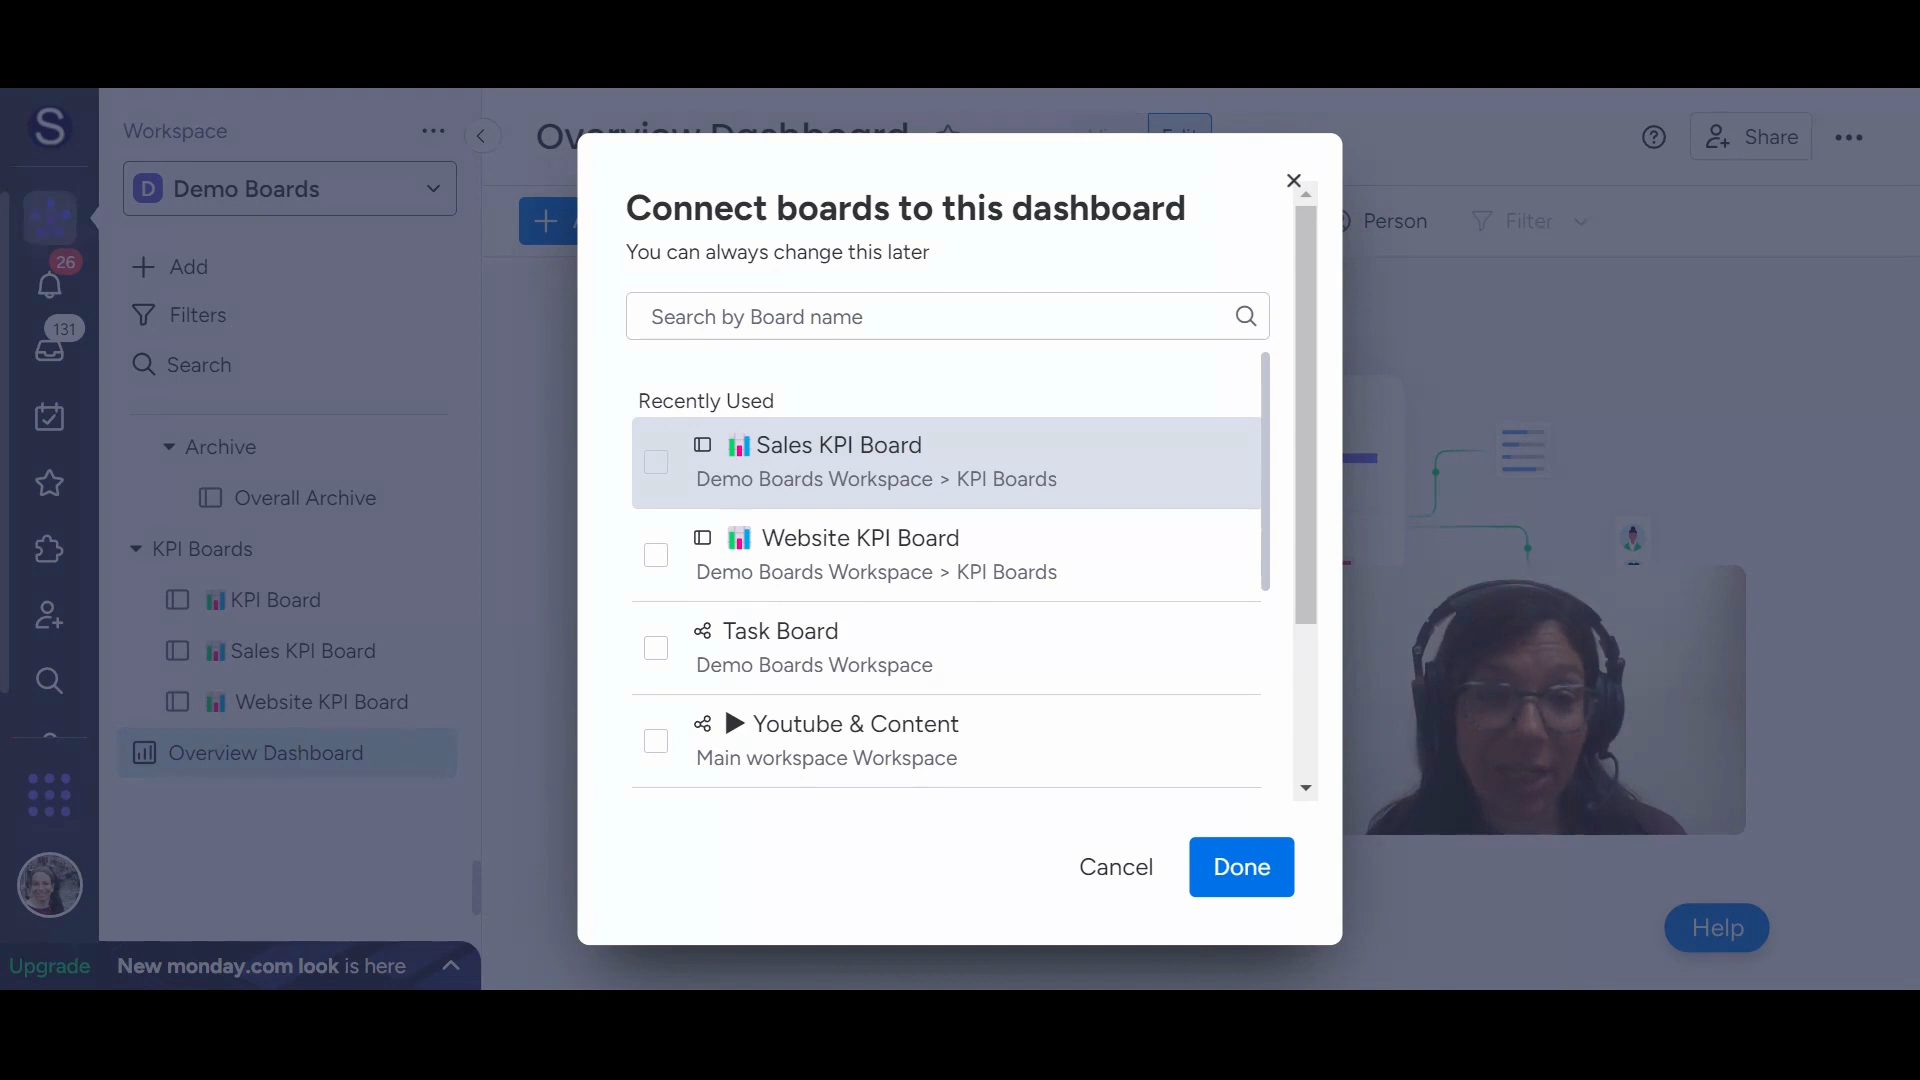 S
Workspace
D Demo Boards
Add
Filters
Search
Archive
Overall Archive
KPI Boards
KPI Board
Sales KPI Board
Website KPI Board
Overview Dashboard
26
131
Upgrade
New monday.com look is here
Overview Dashboard
Edit
Share
Person
Filter
Connect boards to this dashboard
You can always change this later
Search by Board name
Recently Used
Sales KPI Board
Demo Boards Workspace > KPI Boards
Website KPI Board
Demo Boards Workspace > KPI Boards
Task Board
Demo Boards Workspace
Youtube & Content
Main workspace Workspace
Cancel
Done
Help